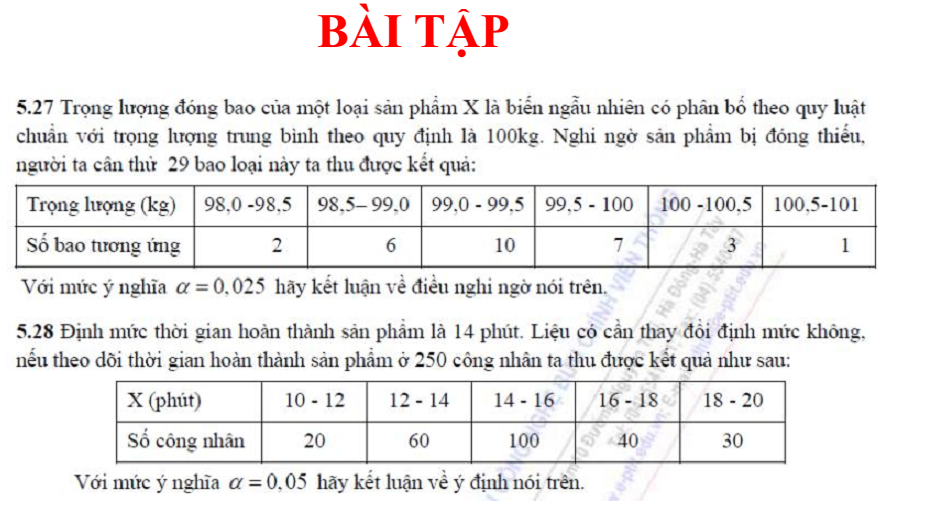 BÀI TẬP
5.27 Trọng lượng đóng bao của một loại sản phẩm X là biến ngẫu nhiên có phân bố theo quy luật
chuẩn với trọng lượng trung bình theo quy định là 100kg. Nghi ngờ sản phẩm bị đóng thiếu,
người ta cân thử 29 bao loại này ta thu được kết quả:
Trọng lượng (kg) 98,0 -98,5 98,5– 99,0 99,0 - 99,5 99,5 - 100 100 -100,5 100,5-101
Số bao tương ứng 2 6 10 7 3 1
Với mức ý nghĩa α = 0,025 hãy kết luận về điều nghi ngờ nói trên.
5.28 Định mức thời gian hoàn thành sản phẩm là 14 phút. Liệu có cần thay đổi định mức không,
nếu theo dõi thời gian hoàn thành sản phẩm ở 250 công nhân ta thu được kết quả như sau:
X (phút) 10 - 12 12 - 14 14 - 16 16 - 18 18 - 20
Số công nhân 20 60 100 40 30
Với mức ý nghĩa α = 0,05 hãy kết luận về ý định nói trên.